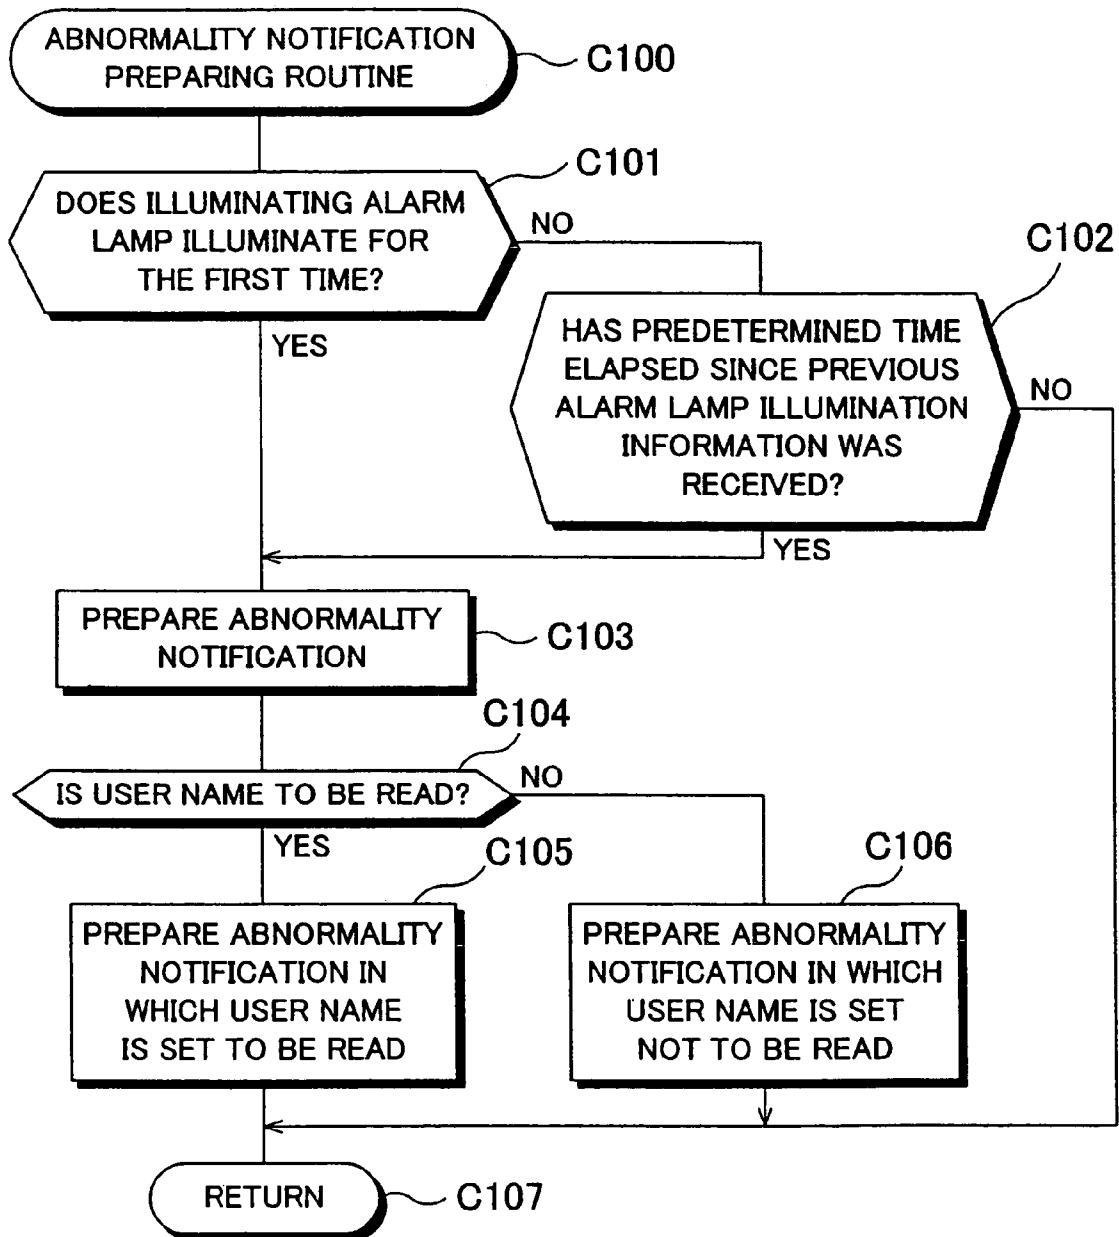 ABNORMALITY NOTIFICATION
PREPARING ROUTINE
C100
C101
DOES ILLUMINATING ALARM
LAMP ILLUMINATE FOR
THE FIRST TIME?
NO
YES
C102
HAS PREDETERMINED TIME
ELAPSED SINCE PREVIOUS
ALARM LAMP ILLUMINATION
INFORMATION WAS
RECEIVED?
NO
YES
PREPARE ABNORMALITY
NOTIFICATION
C103
C104
IS USER NAME TO BE READ?
NO
YES
C105
PREPARE ABNORMALITY
NOTIFICATION IN
WHICH USER NAME
IS SET TO BE READ
C106
PREPARE ABNORMALITY
NOTIFICATION IN WHICH
USER NAME IS SET
NOT TO BE READ
RETURN
C107